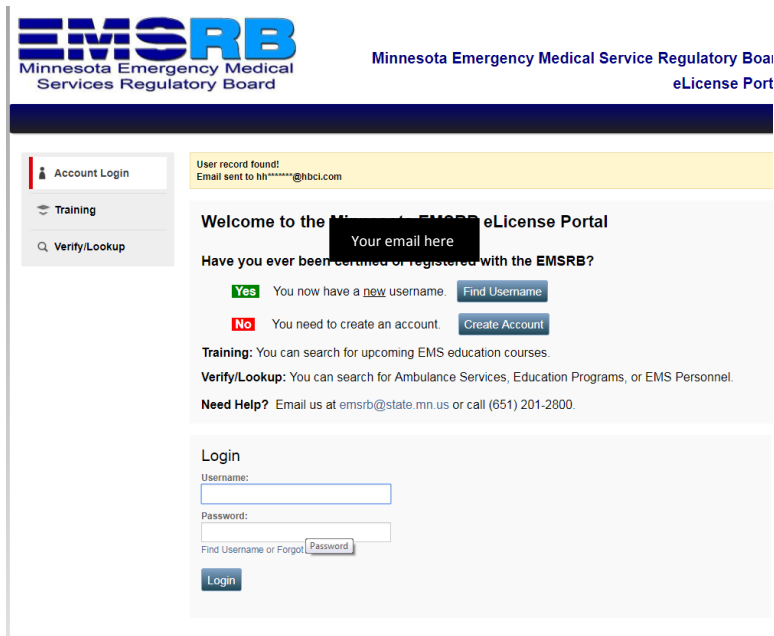 EMSRB
Minnesota Emergency Medical
Services Regulatory Board
Minnesota Emergency Medical Service Regulatory Boar
eLicense Port
Account Login
Training
Verify/Lookup
User record found!
Email sent to hh*******@hbci.com
Welcome to the Minnesota EMSRB eLicense Portal
Your email here
Have you ever been certified or registered with the EMSRB?
Yes You now have a new username. Find Username
No You need to create an account. Create Account
Training: You can search for upcoming EMS education courses.
Verify/Lookup: You can search for Ambulance Services, Education Programs, or EMS Personnel.
Need Help? Email us at emsrb@state.mn.us or call (651) 201-2800.
Login
Username:
Password:
Find Username or Forgot Password
Login